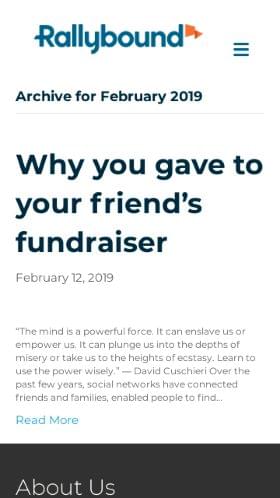 Rallybound
Archive for February 2019
Why you gave to
your friend’s
fundraiser
February 12, 2019
“The mind is a powerful force. It can enslave us or
empower us. It can plunge us into the depths of
misery or take us to the heights of ecstasy. Learn to
use the power wisely.” — David Cuschieri Over the
past few years, social networks have connected
friends and families, enabled people to find...
Read More
About Us